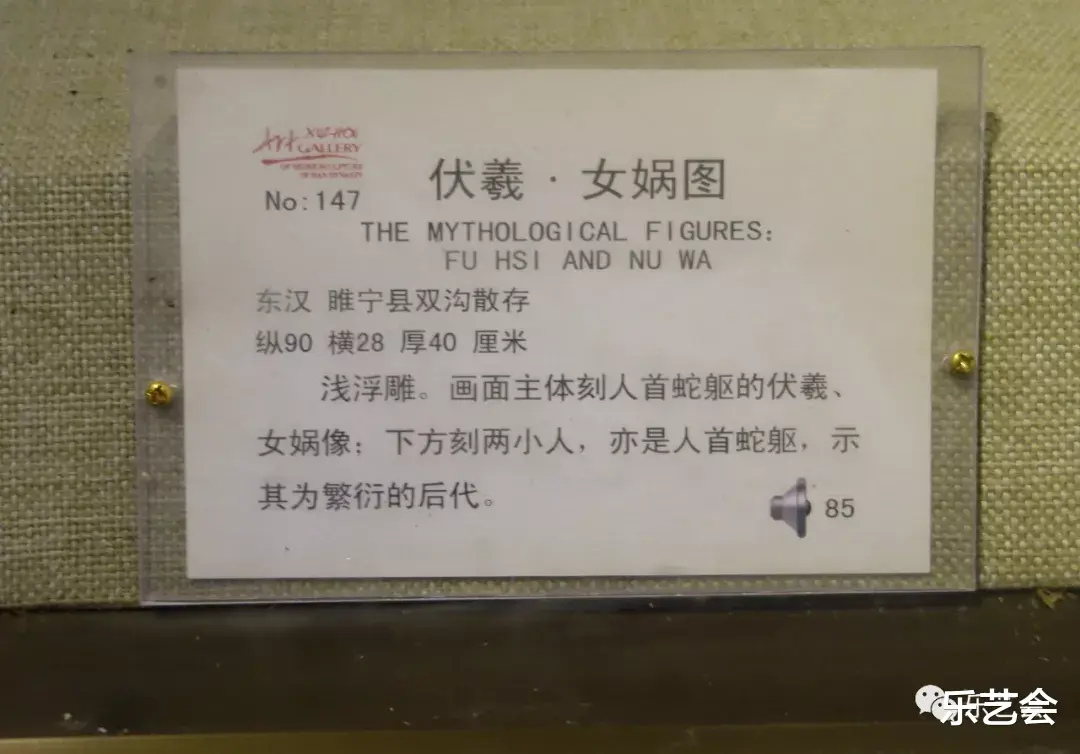 Art XUZHOU
GALLERY
No:147
伏羲·女娲图
THE MYTHOLOGICAL FIGURES:
FU HSI AND NU WA
东汉 睢宁县双沟散存
纵90 横28 厚40 厘米
浅浮雕。画面主体刻人首蛇躯的伏羲、
女娲像；下方刻两小人，亦是人首蛇躯，示
其为繁衍的后代。
85
乐艺会